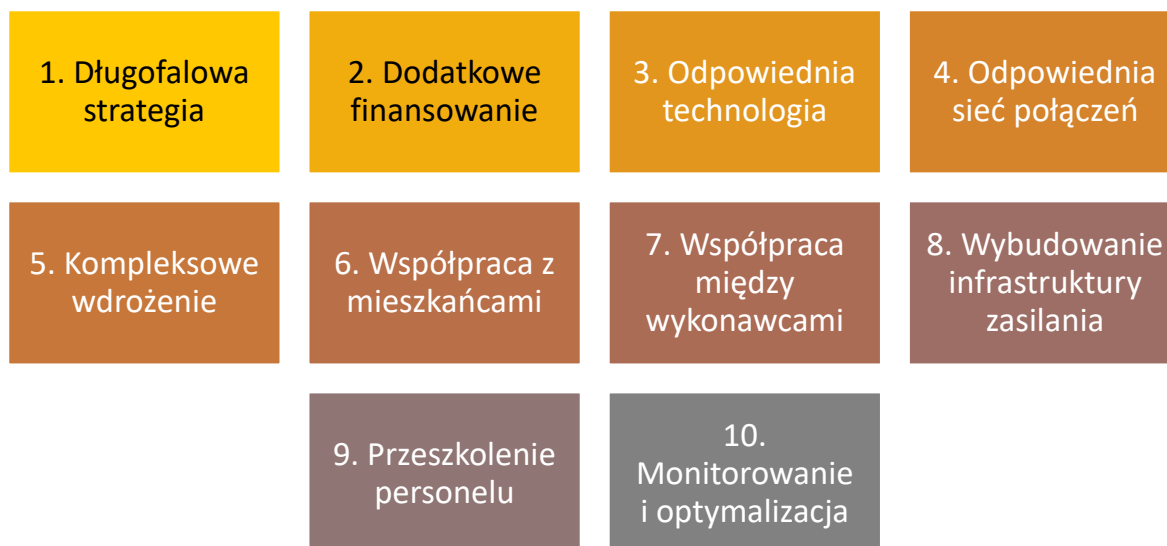 1. Długofalowa
strategia
2. Dodatkowe
finansowanie
3. Odpowiednia
technologia
4. Odpowiednia
sieć połączeń
5. Kompleksowe
wdrożenie
6. Współpraca z
mieszkańcami
7. Współpraca
między
wykonawcami
8. Wybudowanie
infrastruktury
zasilania
9. Przeszkolenie
personelu
10.
Monitorowanie
i optymalizacja